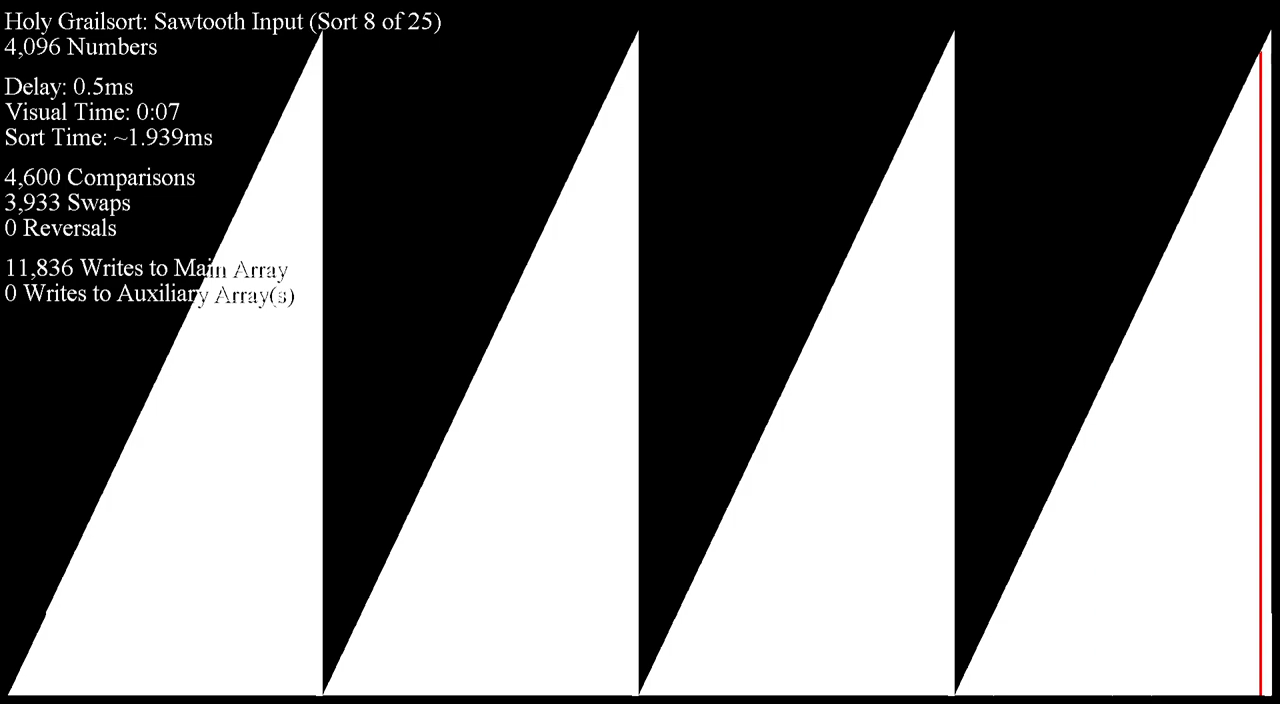 Holy Grailsort: Sawtooth Input (Sort 8 of 25)
4,096 Numbers
Delay: 0.5ms
Visual Time: 0:07
Sort Time: ~1.939ms
4,600 Comparisons
3,933 Swaps
0 Reversals
11,836 Writes to Main Array
0 Writes to Auxiliary Array(s)